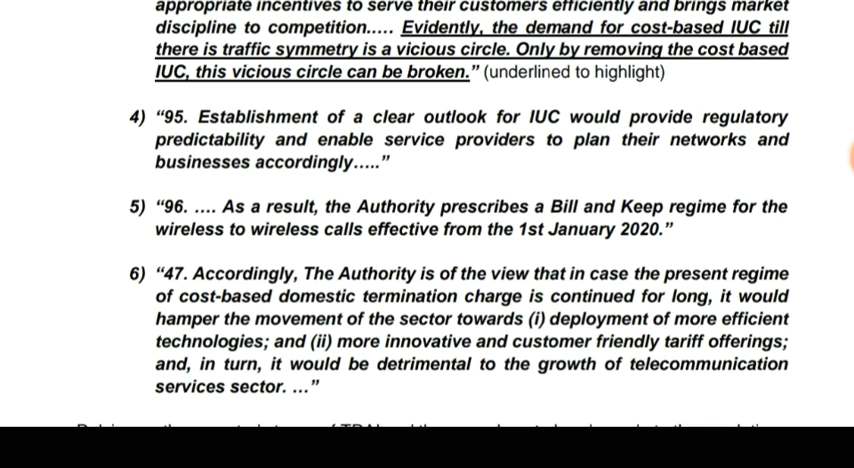 appropriate incentives to serve their customers efficiently and brings market
discipline to competition….. Evidently, the demand for cost-based IUC till
there is traffic symmetry is a vicious circle. Only by removing the cost based
IUC, this vicious circle can be broken.” (underlined to highlight)
4) “95. Establishment of a clear outlook for IUC would provide regulatory
predictability and enable service providers to plan their networks and
businesses accordingly…..”
5) “96. …. As a result, the Authority prescribes a Bill and Keep regime for the
wireless to wireless calls effective from the 1st January 2020.”
6) “47. Accordingly, The Authority is of the view that in case the present regime
of cost-based domestic termination charge is continued for long, it would
hamper the movement of the sector towards (i) deployment of more efficient
technologies; and (ii) more innovative and customer friendly tariff offerings;
and, in turn, it would be detrimental to the growth of telecommunication
services sector. …”